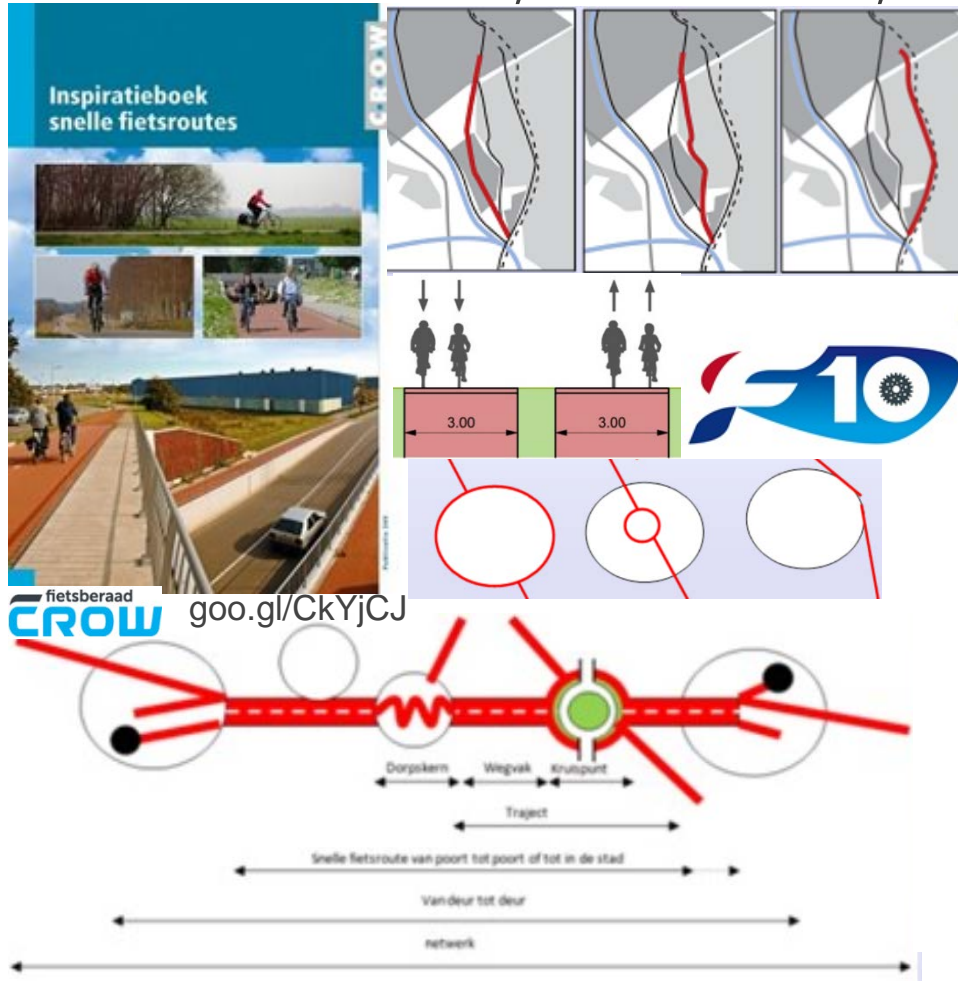 Inspiratieboek
snelle fietsroutes
C·R·O·W
3.00
3.00
F10
fietsberaad
CROW
goo.gl/CkYjCJ
Dorpskern
Wegvak
Kruispunt
Traject
Snelle fietsroute van poort tot poort of tot in de stad
Van deur tot deur
netwerk